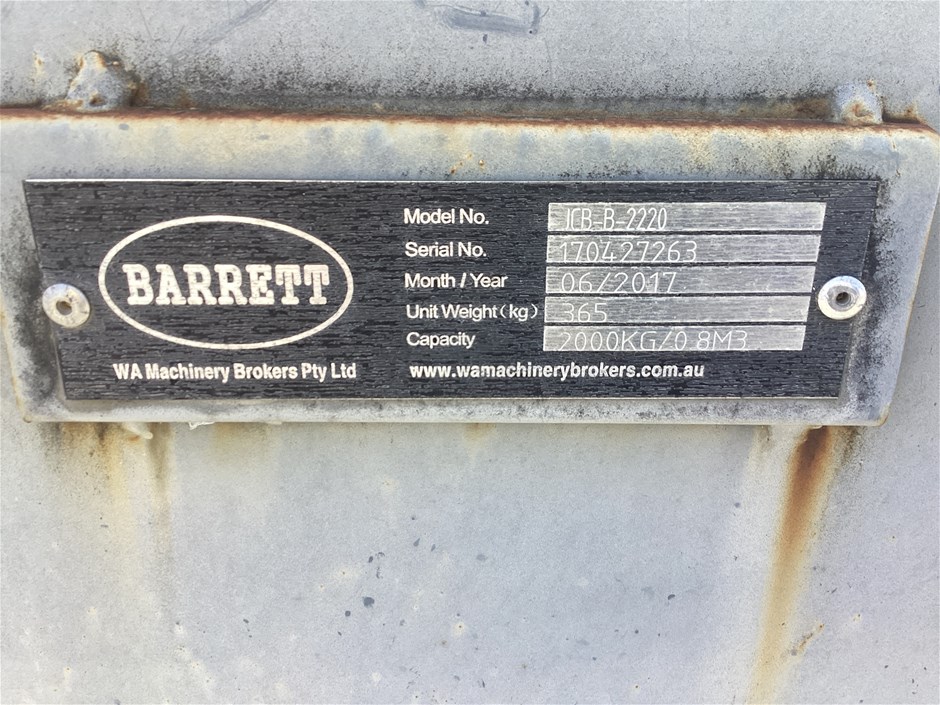 BARRETT
WA Machinery Brokers Pty Ltd
Model No. JCB-B-2220
Serial No. 170427263
Month / Year 06/2017
Unit Weight (kg) 365
Capacity 2000KG/0.8M3
www.wamachinerybrokers.com.au